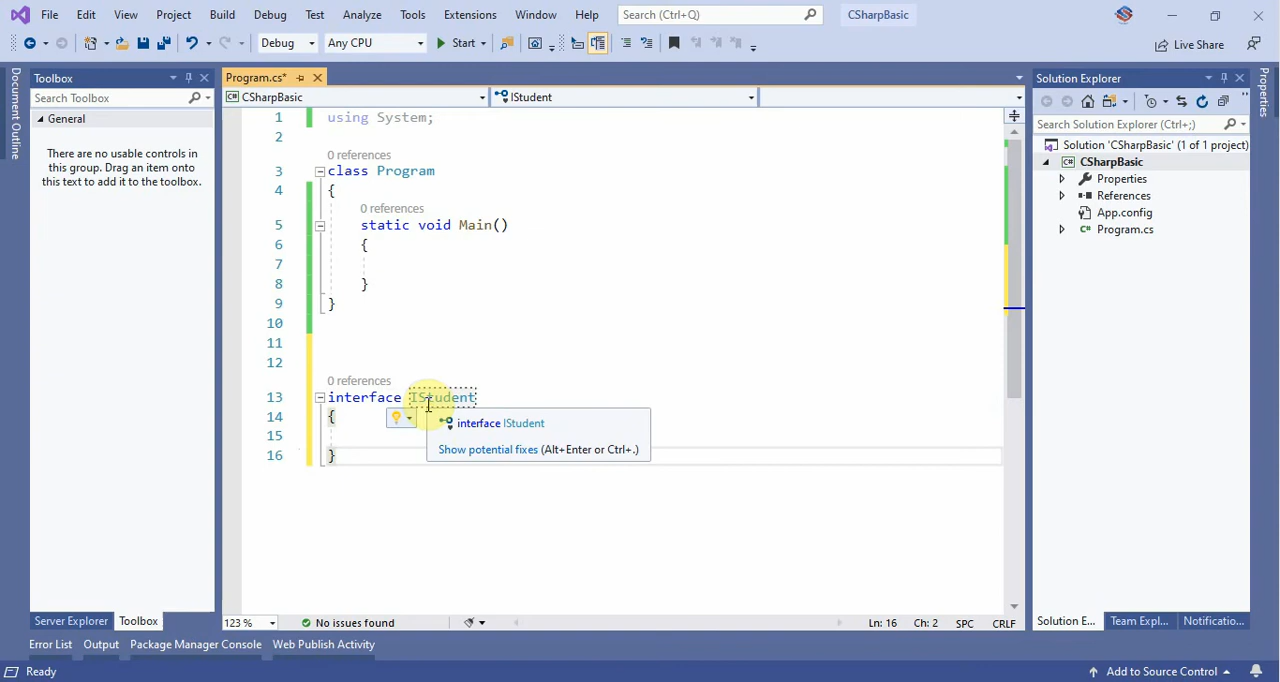 File Edit View Project Build Debug Test Analyze Tools Extensions Window Help Search (Ctrl+Q) CSharpBasic
Debug Any CPU Start Live Share
Document Outline
Toolbox
Search Toolbox
General
There are no usable controls in
this group. Drag an item onto
this text to add it to the toolbox.
Server Explorer Toolbox
Program.cs*
CSharpBasic IStudent
1 using System;
2
0 references
3 class Program
4 {
0 references
5 static void Main()
6 {
7
8 }
9 }
10
11
12
0 references
13 interface IStudent
14 {
15
16 }
interface IStudent
Show potential fixes (Alt+Enter or Ctrl+.)
123 % No issues found Ln: 16 Ch: 2 SPC CRLF
Solution Explorer
Search Solution Explorer (Ctrl+;)
Solution 'CSharpBasic' (1 of 1 project)
C# CSharpBasic
Properties
References
App.config
C# Program.cs
Solution E... Team Expl... Notificatio...
Properties
Error List Output Package Manager Console Web Publish Activity
Ready Add to Source Control